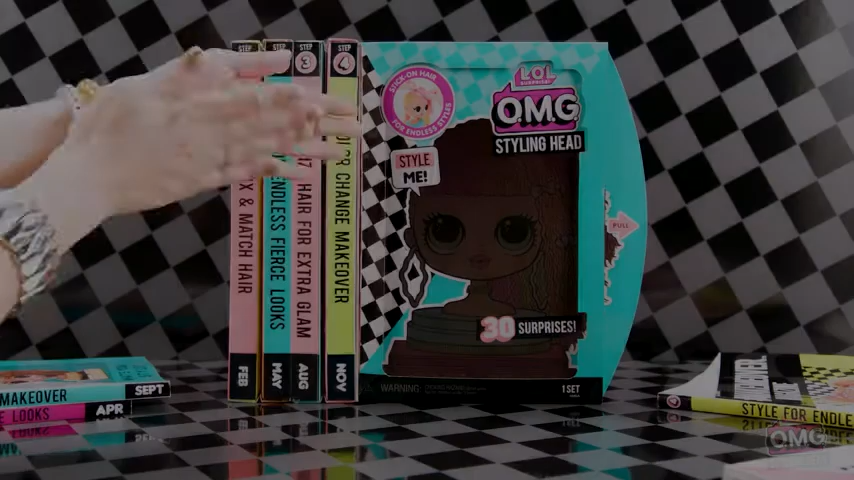 STEP
STEP
STEP
STEP
3
4
& MATCH HAIR
ENDLESS FIERCE LOOKS
HAIR FOR EXTRA GLAM
CHANGE MAKEOVER
FEB
MAY
AUG
NOV
STICK-ON HAIR
FOR ENDLESS STYLES
L.O.L.
SURPRISE!
O.M.G.
STYLING HEAD
STYLE
ME!
PULL
30 SURPRISES!
WARNING:
1 SET
MAKEOVER
SEPT
LOOKS
APR
STYLE FOR ENDLE
O.M.G.